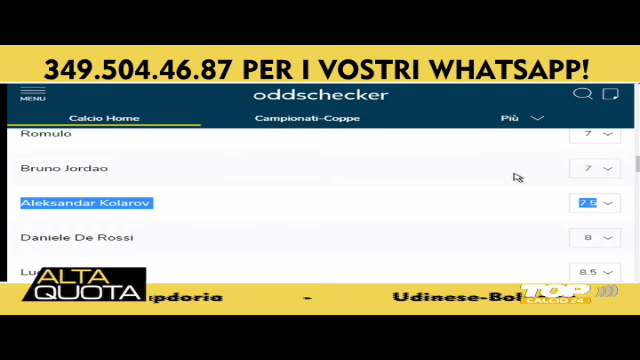 349.504.46.87 PER I VOSTRI WHATSAPP!
MENU
oddschecker
Calcio Home
Campionati-Coppe
Più
Romulo
7
Bruno Jordao
7
Aleksandar Kolarov
7.5
Daniele De Rossi
8
8.5
ALTA
QUOTA
Udinese-Bol
TOP
CALCIO 24